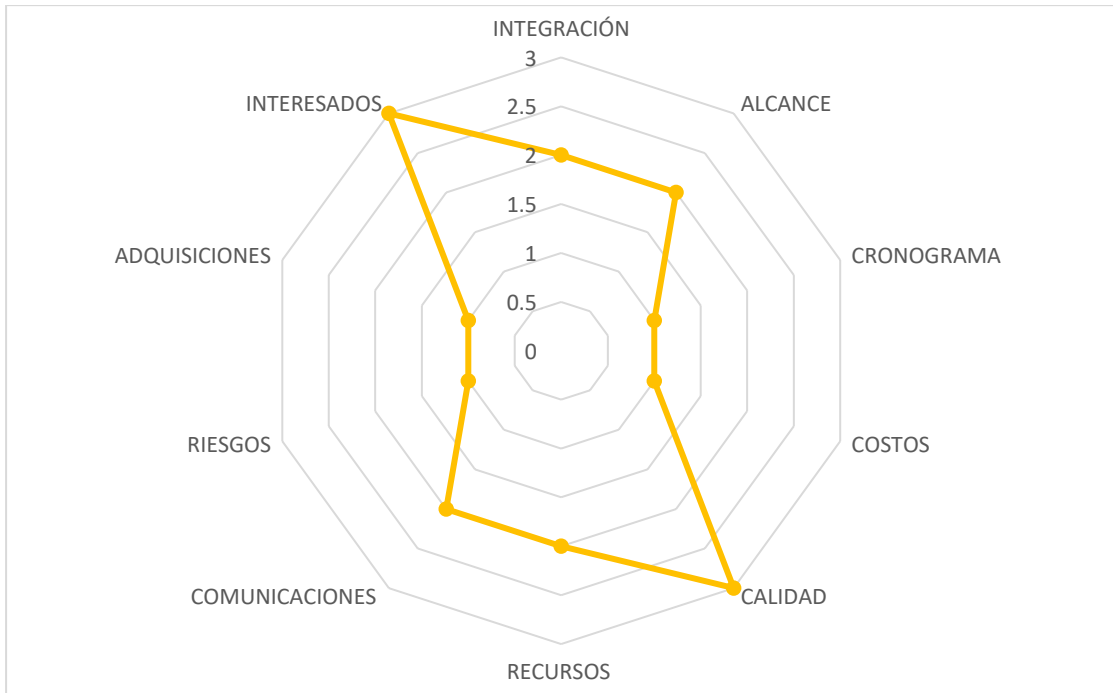 INTEGRACIÓN
3
INTERESADOS
ALCANCE
2.5
2
1.5
ADQUISICIONES
CRONOGRAMA
1
0.5
0
RIESGOS
COSTOS
COMUNICACIONES
CALIDAD
RECURSOS